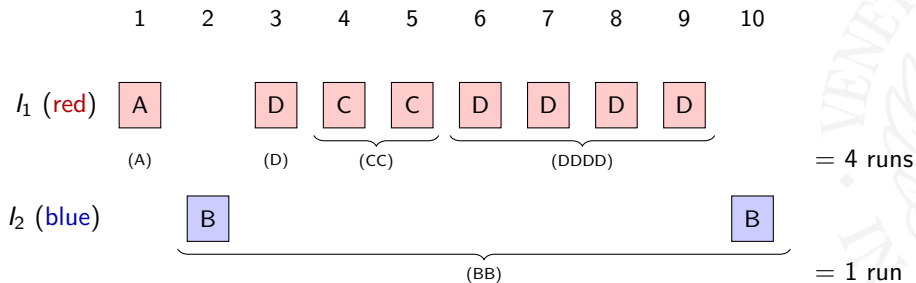 1 2 3 4 5 6 7 8 9 10
I₁ (red) A D C C D D D D
(A) (D) (CC) (DDDD) = 4 runs
I₂ (blue) B B
(BB) = 1 run